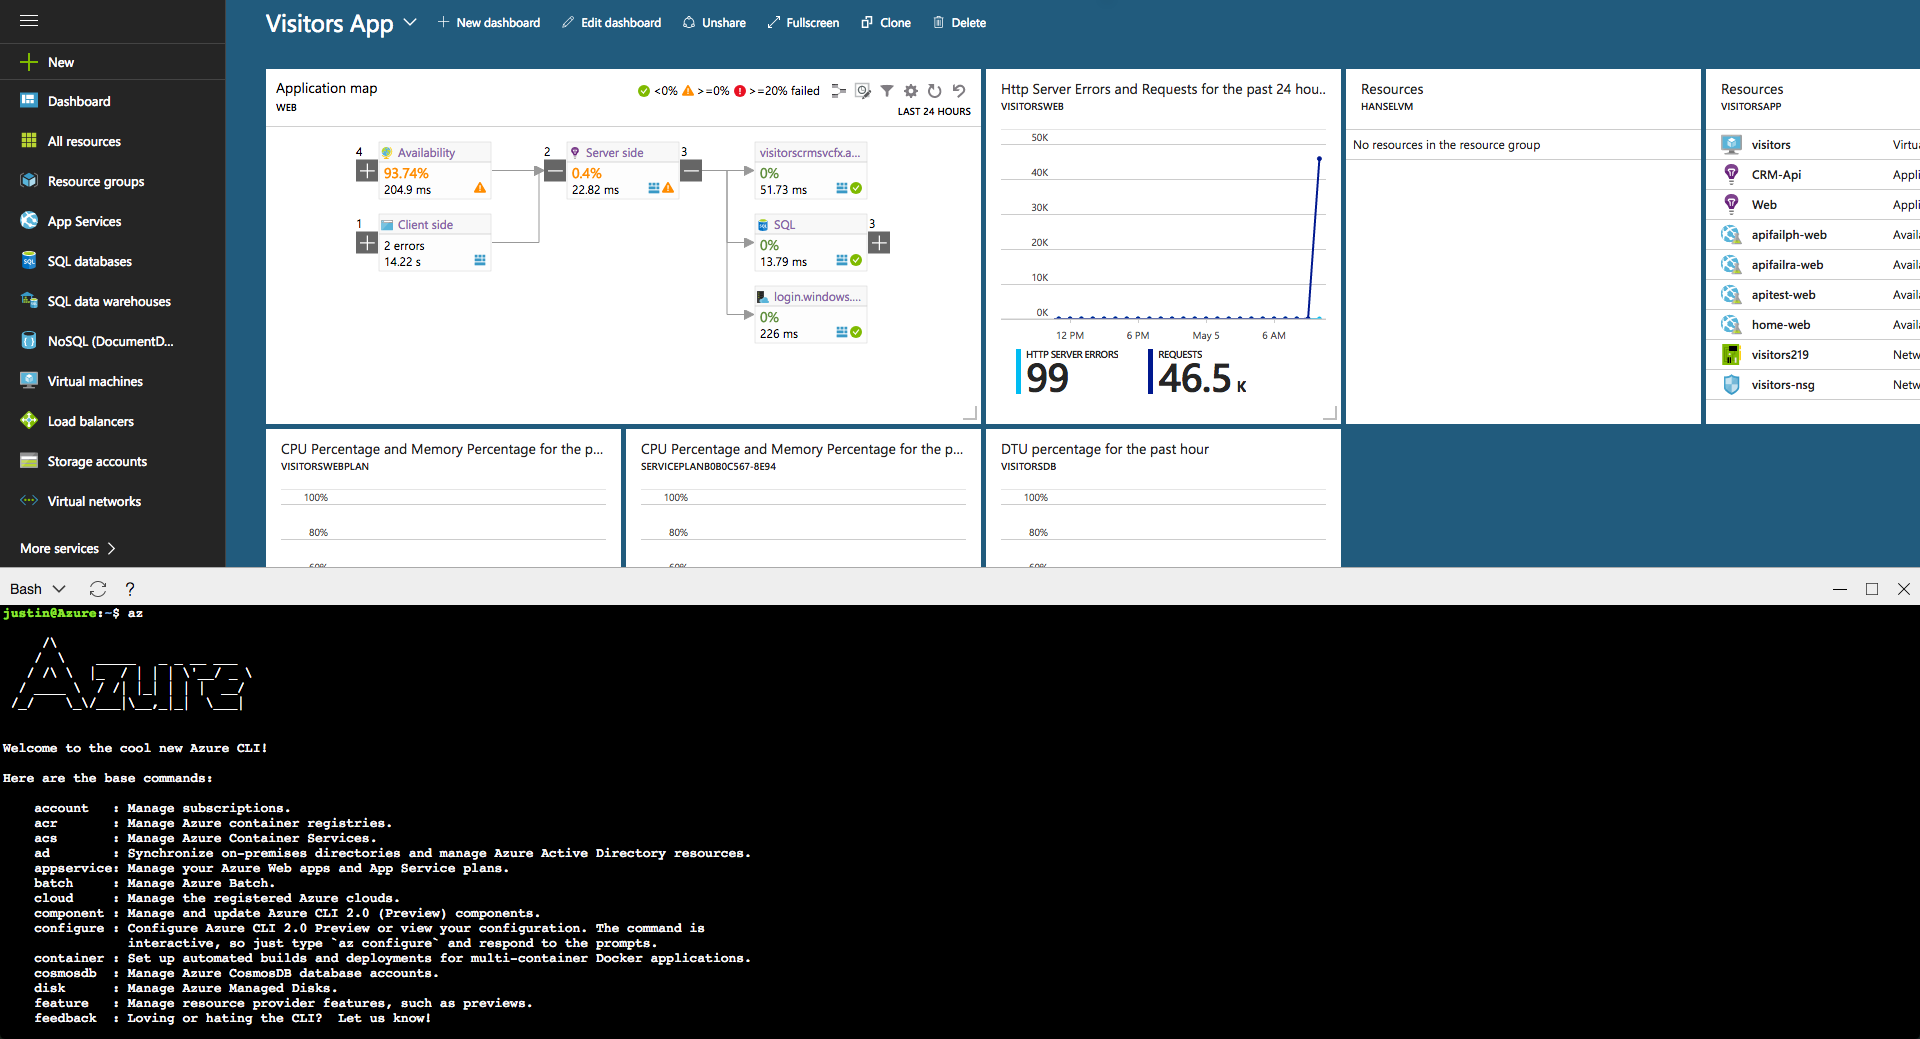 Visitors App
New dashboard
Edit dashboard
Unshare
Fullscreen
Clone
Delete
New
Dashboard
All resources
Resource groups
App Services
SQL databases
SQL data warehouses
NoSQL (DocumentD...
Virtual machines
Load balancers
Storage accounts
Virtual networks
More services
Application map
WEB
<0% >=0% >=20% failed
LAST 24 HOURS
4
Availability
93.74%
204.9 ms
1
Client side
2 errors
14.22 s
2
Server side
0.4%
22.82 ms
3
visitorscrmsvcfx.a...
0%
51.73 ms
SQL
0%
13.79 ms
3
login.windows....
0%
226 ms
Http Server Errors and Requests for the past 24 hou..
VISITORSWEB
50K
40K
30K
20K
10K
0K
12 PM 6 PM May 5 6 AM
HTTP SERVER ERRORS
99
REQUESTS
46.5 K
Resources
HANSELVM
No resources in the resource group
Resources
VISITORSAPP
visitors Virtu
CRM-Api Appli
Web Appli
apifailph-web Avail
apifailra-web Avail
apitest-web Avail
home-web Avail
visitors219 Netw
visitors-nsg Netw
CPU Percentage and Memory Percentage for the p...
VISITORSWEBPLAN
100%
80%
60%
CPU Percentage and Memory Percentage for the p...
SERVICEPLANB0B0C567-8E94
100%
80%
60%
DTU percentage for the past hour
VISITORSDB
100%
80%
60%
Bash
?
justin@Azure:~$ az
Welcome to the cool new Azure CLI!
Here are the base commands:
account : Manage subscriptions.
acr : Manage Azure container registries.
acs : Manage Azure Container Services.
ad : Synchronize on-premises directories and manage Azure Active Directory resources.
appservice: Manage your Azure Web apps and App Service plans.
batch : Manage Azure Batch.
cloud : Manage the registered Azure clouds.
component : Manage and update Azure CLI 2.0 (Preview) components.
configure : Configure Azure CLI 2.0 Preview or view your configuration. The command is
interactive, so just type `az configure` and respond to the prompts.
container : Set up automated builds and deployments for multi-container Docker applications.
cosmosdb : Manage Azure CosmosDB database accounts.
disk : Manage Azure Managed Disks.
feature : Manage resource provider features, such as previews.
feedback : Loving or hating the CLI? Let us know!